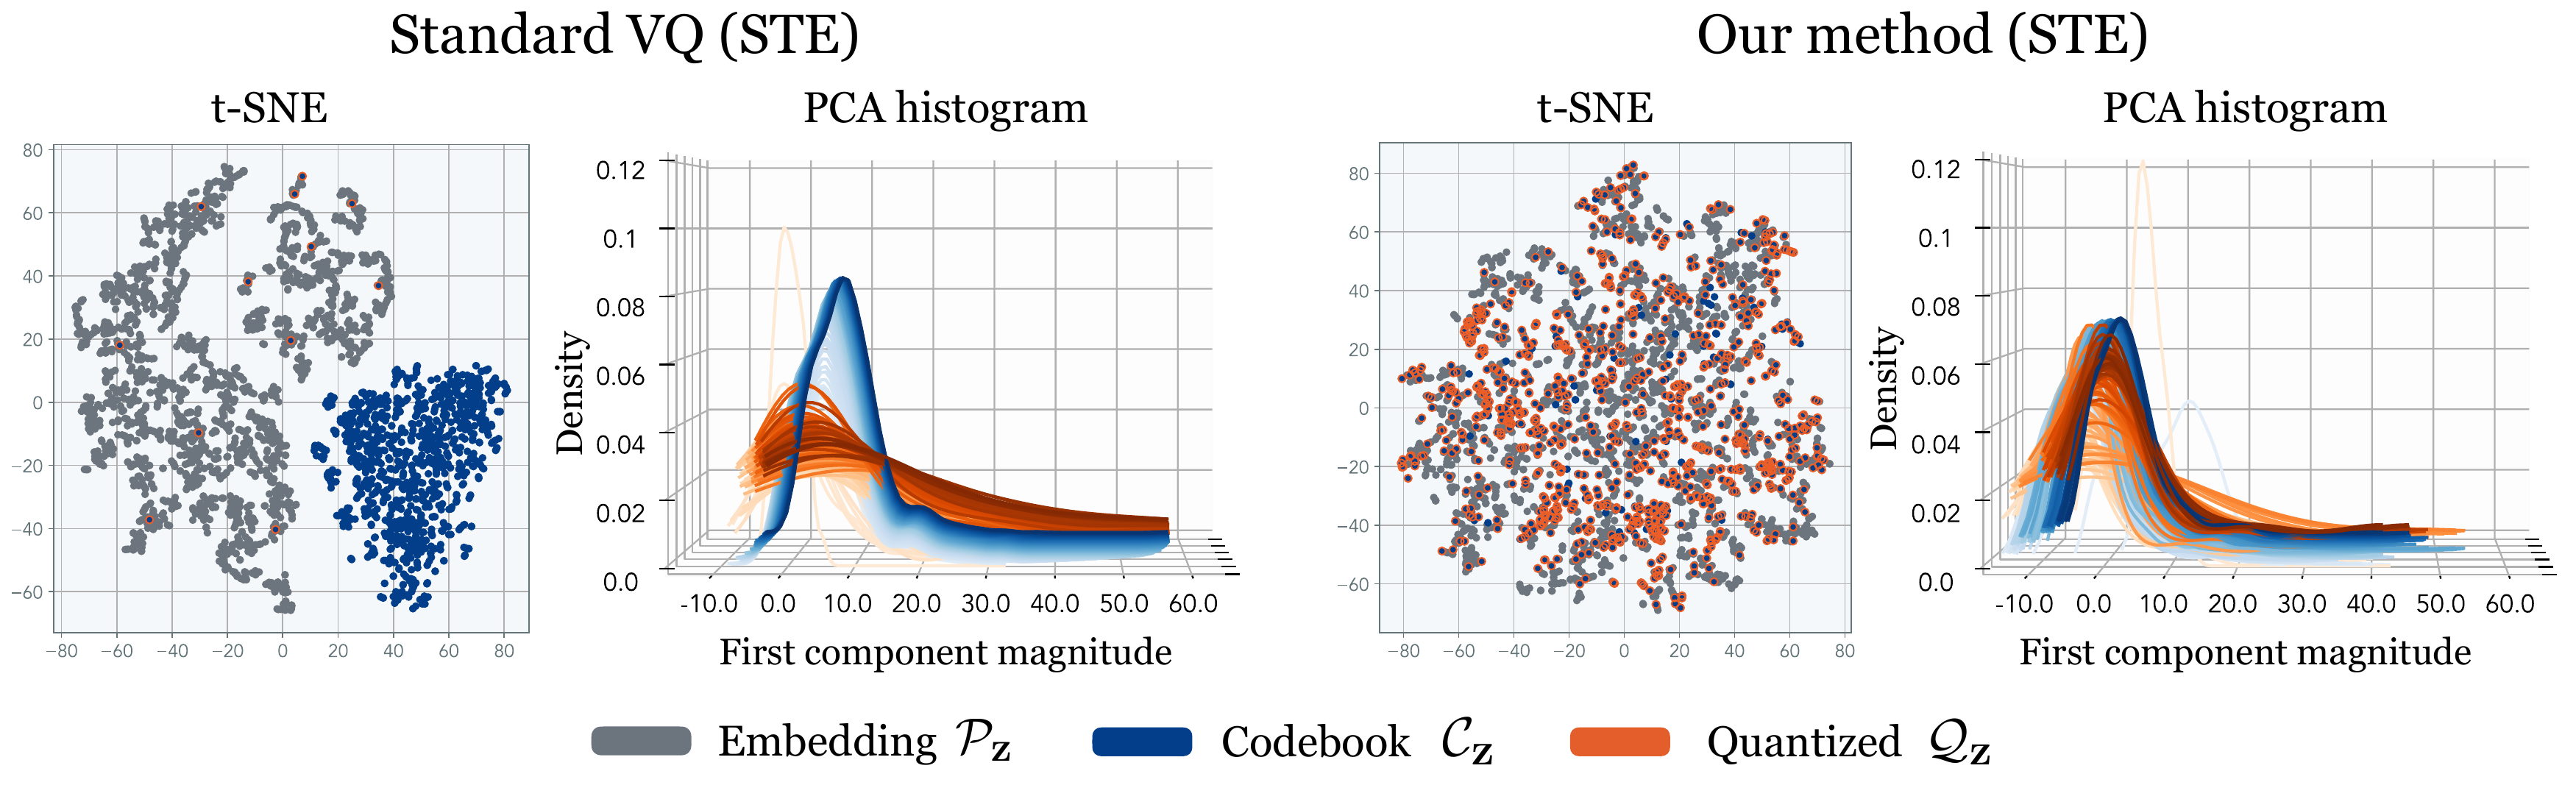 Standard VQ (STE)
Our method (STE)
t-SNE
PCA histogram
t-SNE
PCA histogram
80
60
40
20
0
−20
−40
−60
−80 −60 −40 −20 0 20 40 60 80
Density
0.12
0.1
0.08
0.06
0.04
0.02
0.0
-10.0 0.0 10.0 20.0 30.0 40.0 50.0 60.0
First component magnitude
80
60
40
20
0
−20
−40
−60
−80 −60 −40 −20 0 20 40 60 80
Density
0.12
0.1
0.08
0.06
0.04
0.02
0.0
-10.0 0.0 10.0 20.0 30.0 40.0 50.0 60.0
First component magnitude
Embedding 𝒫z Codebook 𝒞z Quantized 𝒬z